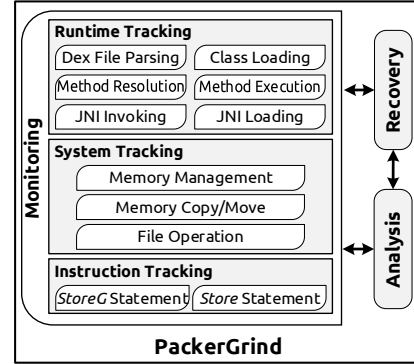 Monitoring
Runtime Tracking
Dex File Parsing
Class Loading
Method Resolution
Method Execution
JNI Invoking
JNI Loading
System Tracking
Memory Management
Memory Copy/Move
File Operation
Instruction Tracking
StoreG Statement
Store Statement
Recovery
Analysis
PackerGrind